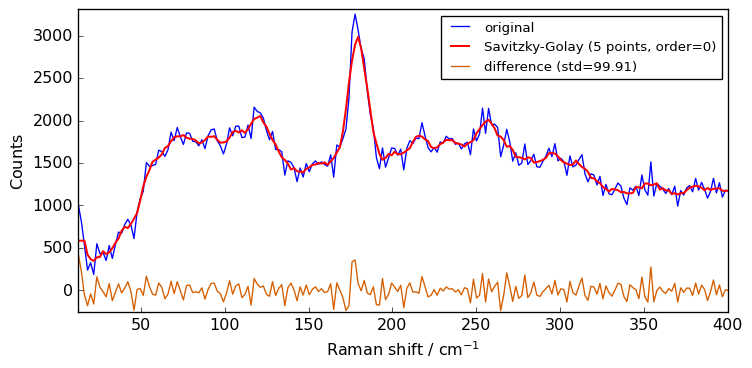 original
Savitzky-Golay (5 points, order=0)
difference (std=99.91)
Counts
3000
2500
2000
1500
1000
500
0
50 100 150 200 250 300 350 400
Raman shift / cm⁻¹